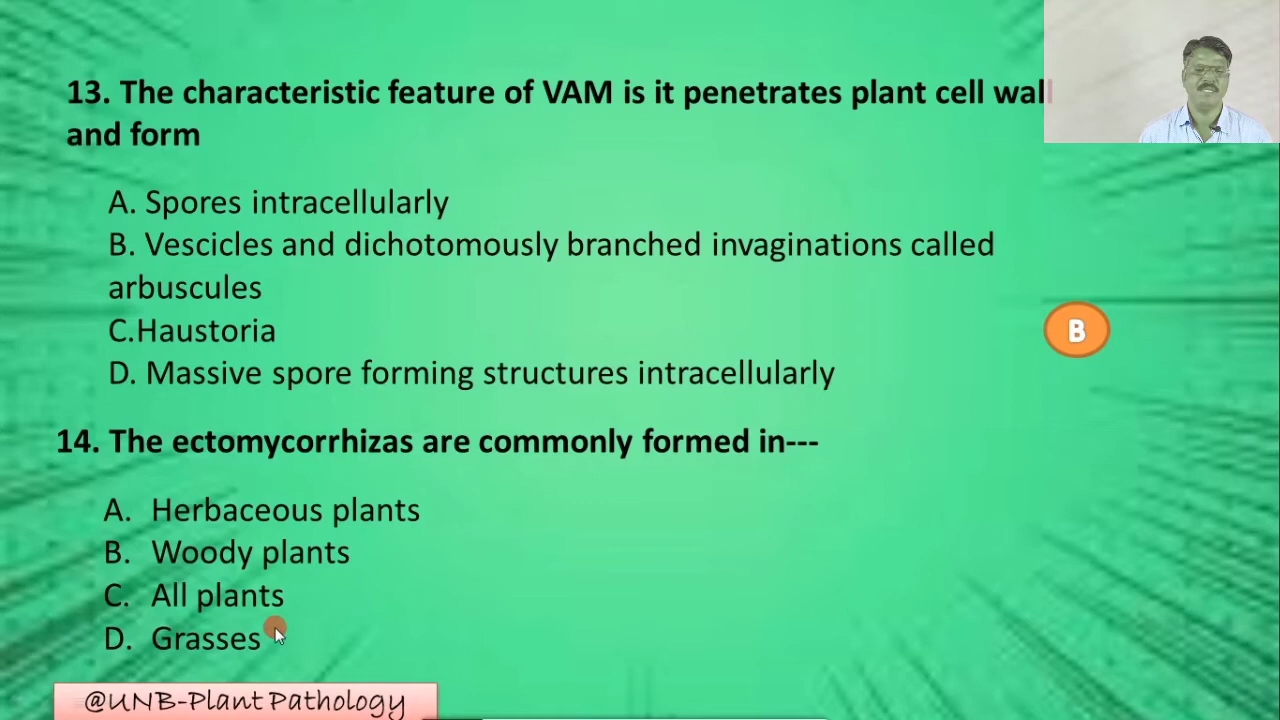 13. The characteristic feature of VAM is it penetrates plant cell wall
and form
A. Spores intracellularly
B. Vescicles and dichotomously branched invaginations called
arbuscules
C.Haustoria
B
D. Massive spore forming structures intracellularly
14. The ectomycorrhizas are commonly formed in---
A. Herbaceous plants
B. Woody plants
C. All plants
D. Grasses
@UNB-Plant Pathology